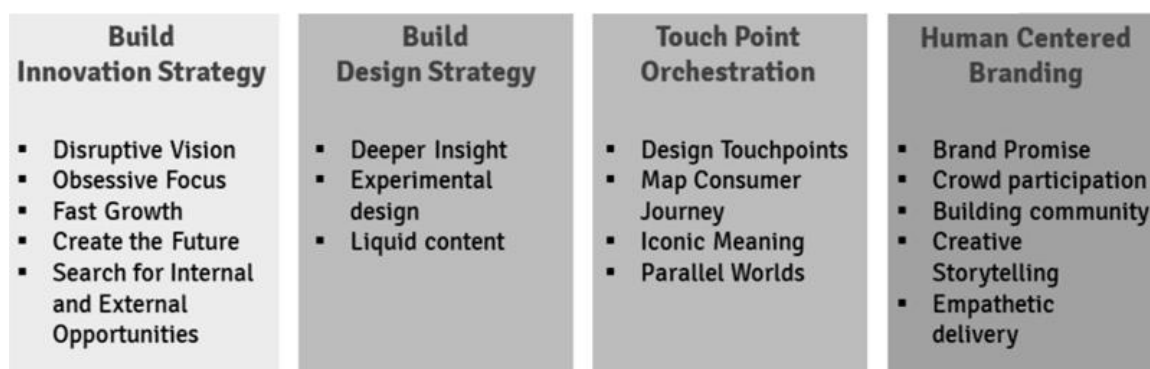 Build
Innovation Strategy
▪ Disruptive Vision
▪ Obsessive Focus
▪ Fast Growth
▪ Create the Future
▪ Search for Internal
and External
Opportunities
Build
Design Strategy
▪ Deeper Insight
▪ Experimental
design
▪ Liquid content
Touch Point
Orchestration
▪ Design Touchpoints
▪ Map Consumer
Journey
▪ Iconic Meaning
▪ Parallel Worlds
Human Centered
Branding
▪ Brand Promise
▪ Crowd participation
▪ Building community
▪ Creative
Storytelling
▪ Empathetic
delivery